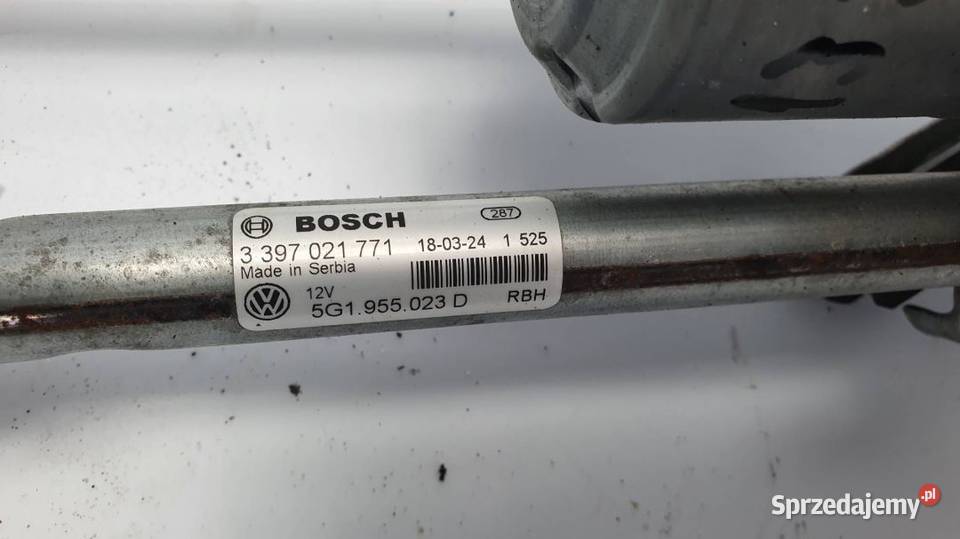 BOSCH 287
3 397 021 771 18-03-24 1 525
Made in Serbia
12V
5G1.955.023 D RBH
Sprzedajemy.pl